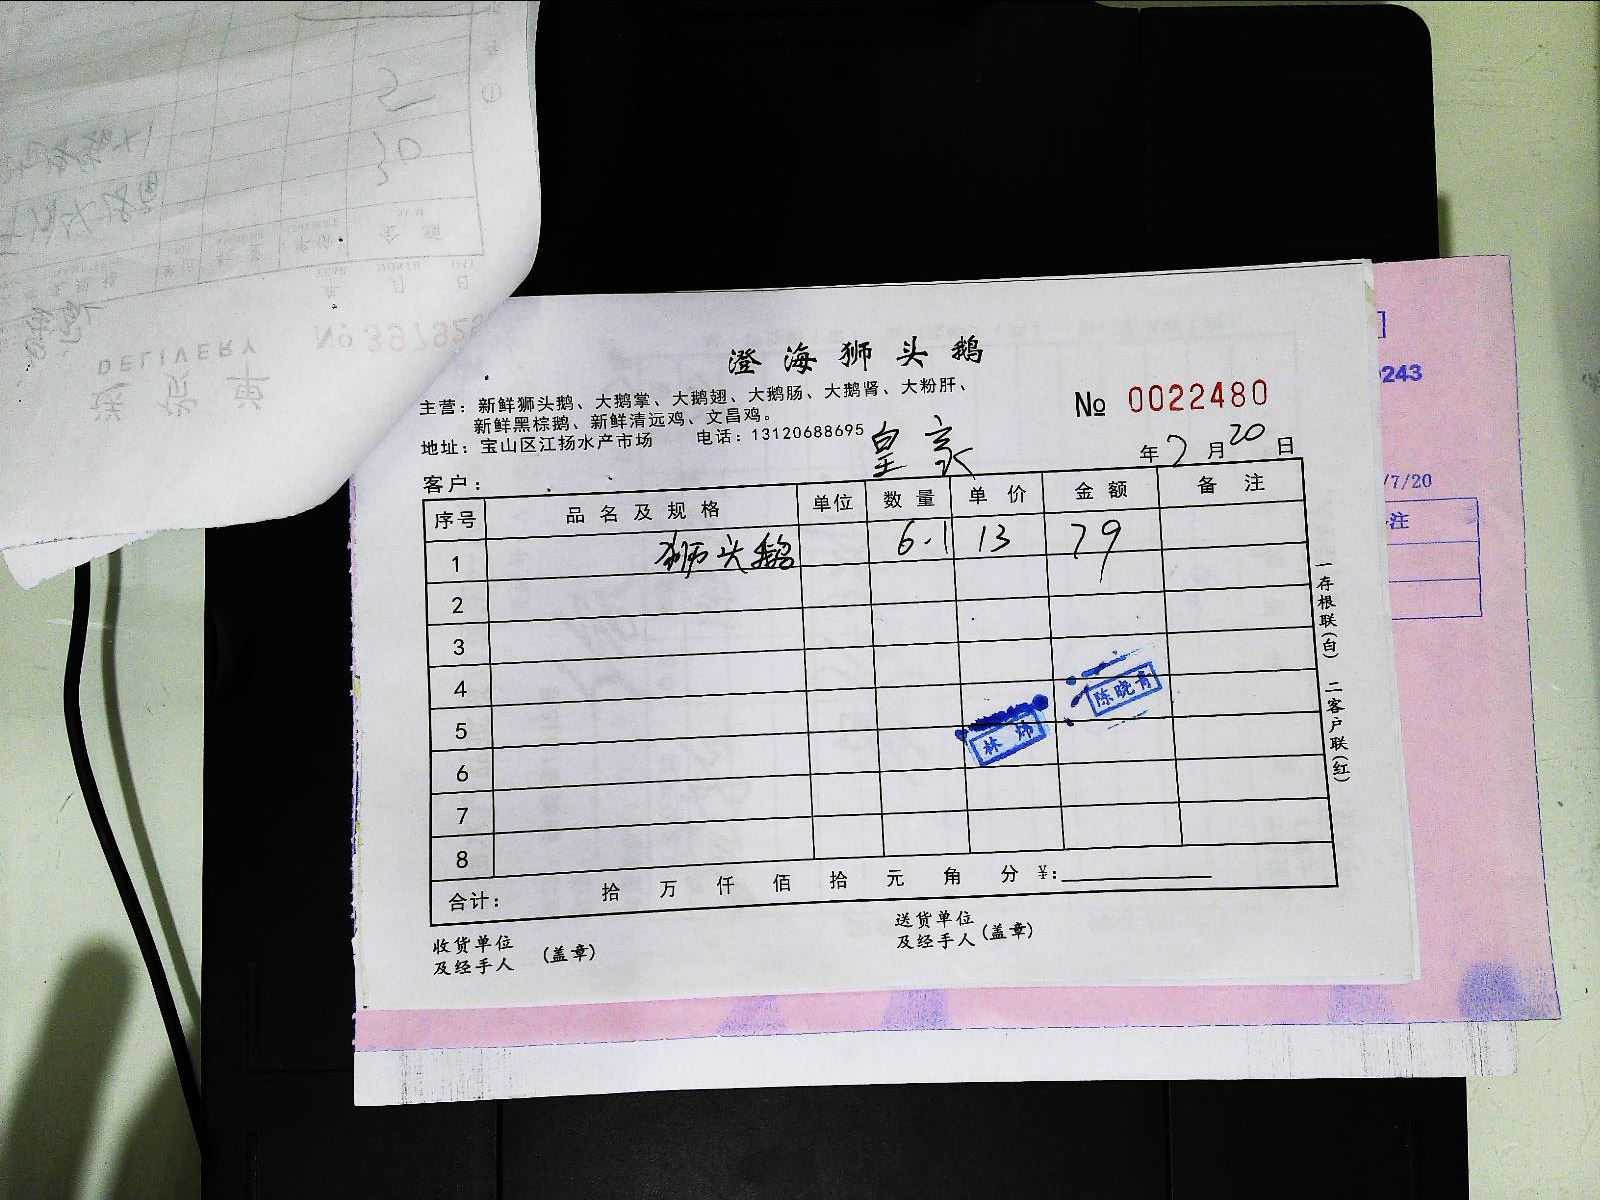 澄海狮头鹅
主营：新鲜狮头鹅、大鹅掌、大鹅翅、大鹅肠、大鹅肾、大粉肝、
新鲜黑棕鹅、新鲜清远鸡、文昌鸡。
地址：宝山区江杨水产市场 电话：13120688695
№ 0022480
客户： 皇家
年7月20日
序号 品名及规格 单位 数量 单价 金额 备注
1 狮头鹅 6.1 13 79
2
3
4
5
6
7
8
陈晓青
林炜
合计： 拾 万 仟 佰 拾 元 角 分 ¥:
收货单位
及经手人 (盖章)
送货单位
及经手人 (盖章)
一存根联(白) 二客户联(红)
0243
/7/20
注
DELIVERY